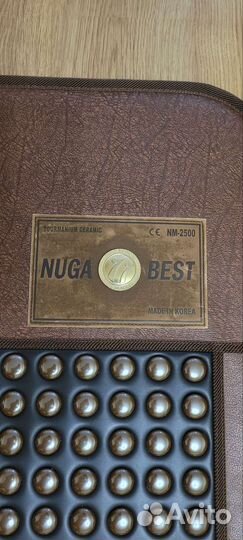 TOURMANIUM CERAMIC
CE NM-2500
NUGA BEST
MADE IN KOREA
Avito